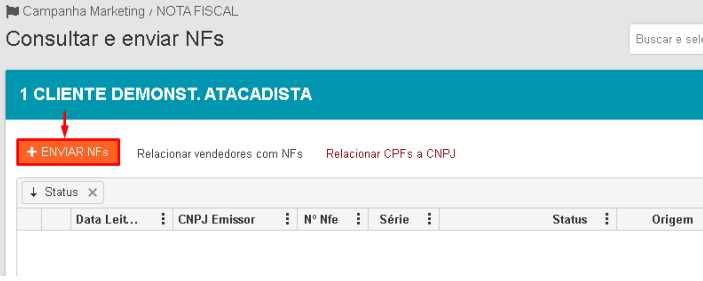 Campanha Marketing / NOTA FISCAL
Consultar e enviar NFs
Buscar e sele
1 CLIENTE DEMONST. ATACADISTA
+ ENVIAR NFs Relacionar vendedores com NFs Relacionar CPFs a CNPJ
↓ Status ×
Data Leit... CNPJ Emissor Nº Nfe Série Status Origem